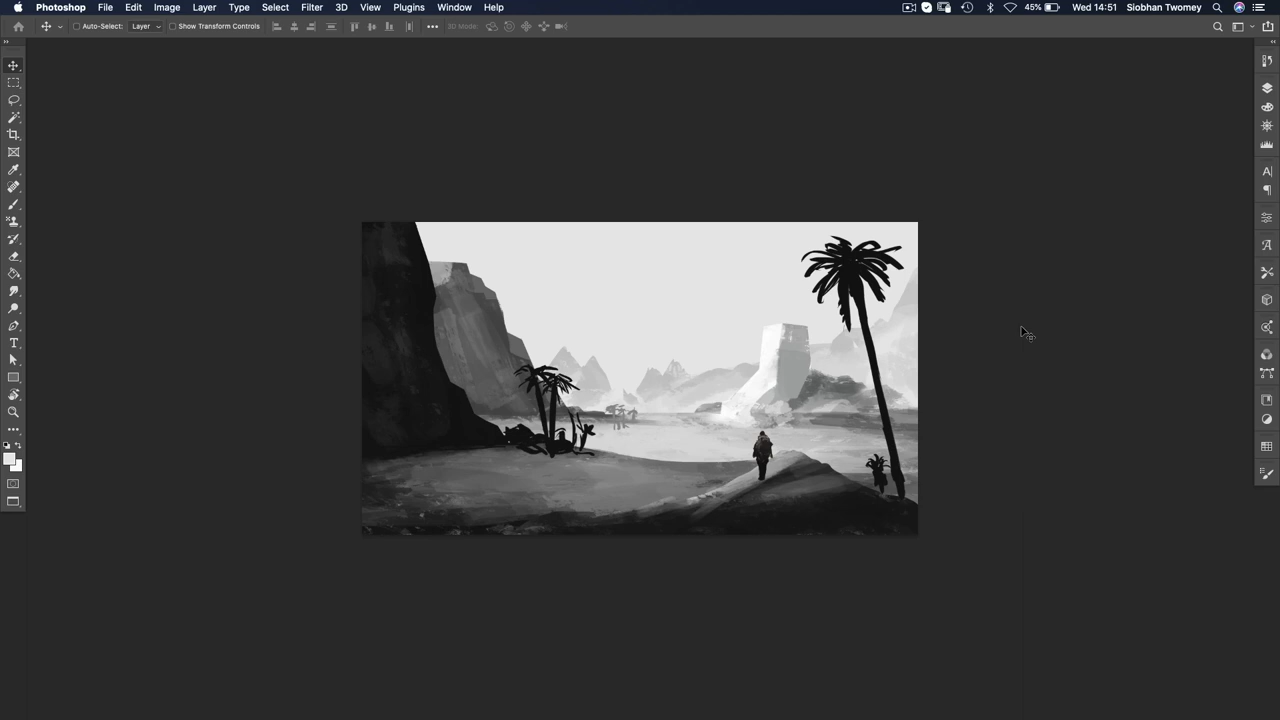 Photoshop File Edit Image Layer Type Select Filter 3D View Plugins Window Help 45% Wed 14:51 Siobhan Twomey
Auto-Select: Layer Show Transform Controls 3D Mode: